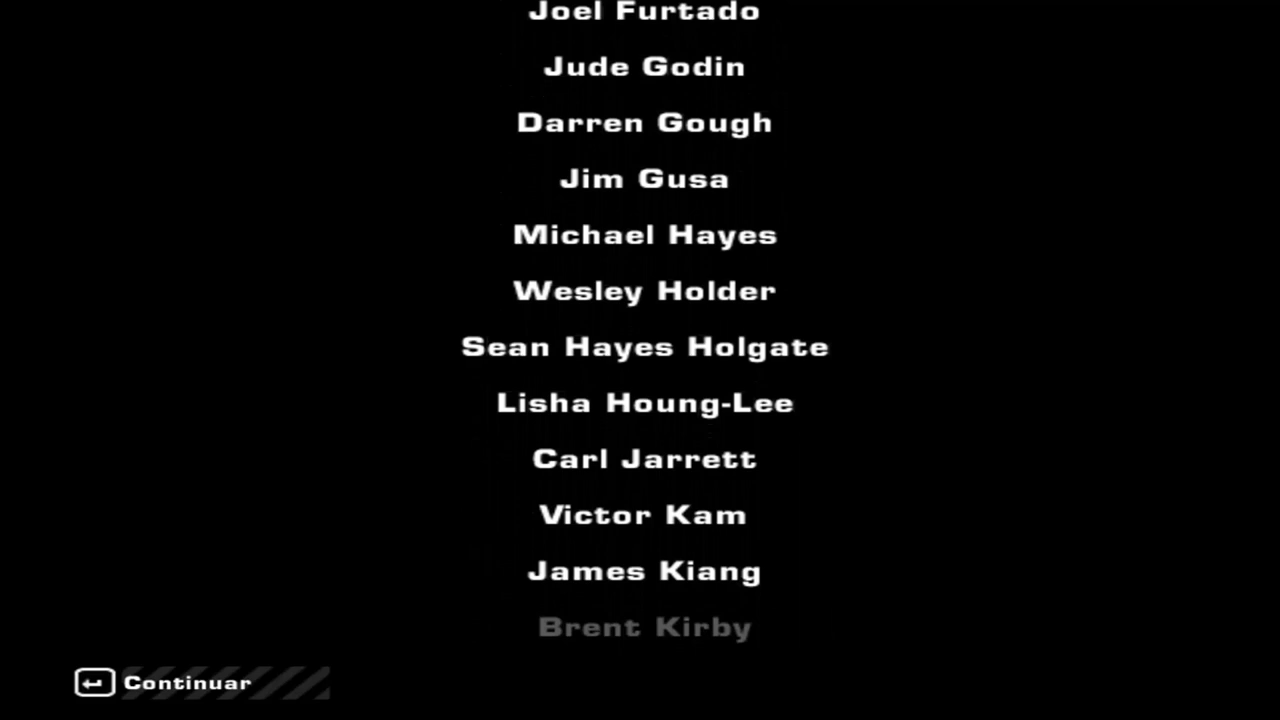 Joel Furtado
Jude Godin
Darren Gough
Jim Gusa
Michael Hayes
Wesley Holder
Sean Hayes Holgate
Lisha Houng-Lee
Carl Jarrett
Victor Kam
James Kiang
Brent Kirby
Continuar